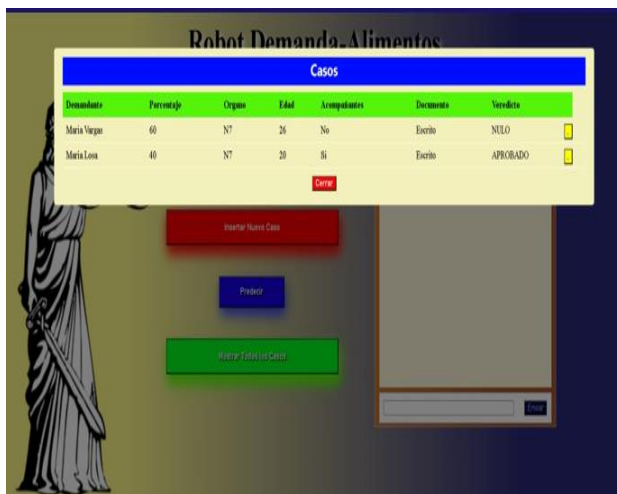 Robot Demanda-Alimentos
Casos
Demandante Porcentaje Organo Edad Acompañantes Documento Veredicto
Maria Vargas 60 N7 26 No Escrito NULO
Maria Losa 40 N7 20 Si Escrito APROBADO
Cerrar
Insertar Nuevo Caso
Predecir
Mostrar Todos los Casos
Enviar